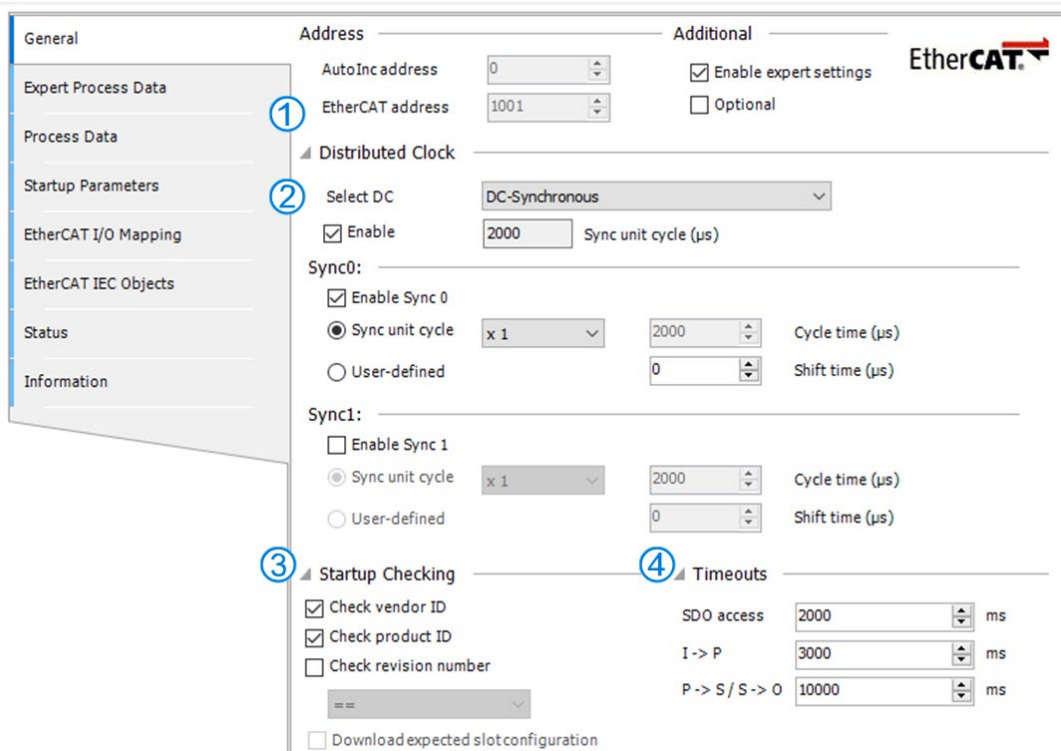 General
Expert Process Data
Process Data
Startup Parameters
EtherCAT I/O Mapping
EtherCAT IEC Objects
Status
Information
Address
Additional
EtherCAT.
AutoInc address 0
Enable expert settings
① EtherCAT address 1001
Optional
Distributed Clock
② Select DC DC-Synchronous
Enable 2000 Sync unit cycle (µs)
Sync0:
Enable Sync 0
Sync unit cycle x 1 2000 Cycle time (µs)
User-defined 0 Shift time (µs)
Sync1:
Enable Sync 1
Sync unit cycle x 1 2000 Cycle time (µs)
User-defined 0 Shift time (µs)
③ Startup Checking
Check vendor ID
Check product ID
Check revision number
==
Download expected slot configuration
④ Timeouts
SDO access 2000 ms
I -> P 3000 ms
P -> S / S -> O 10000 ms